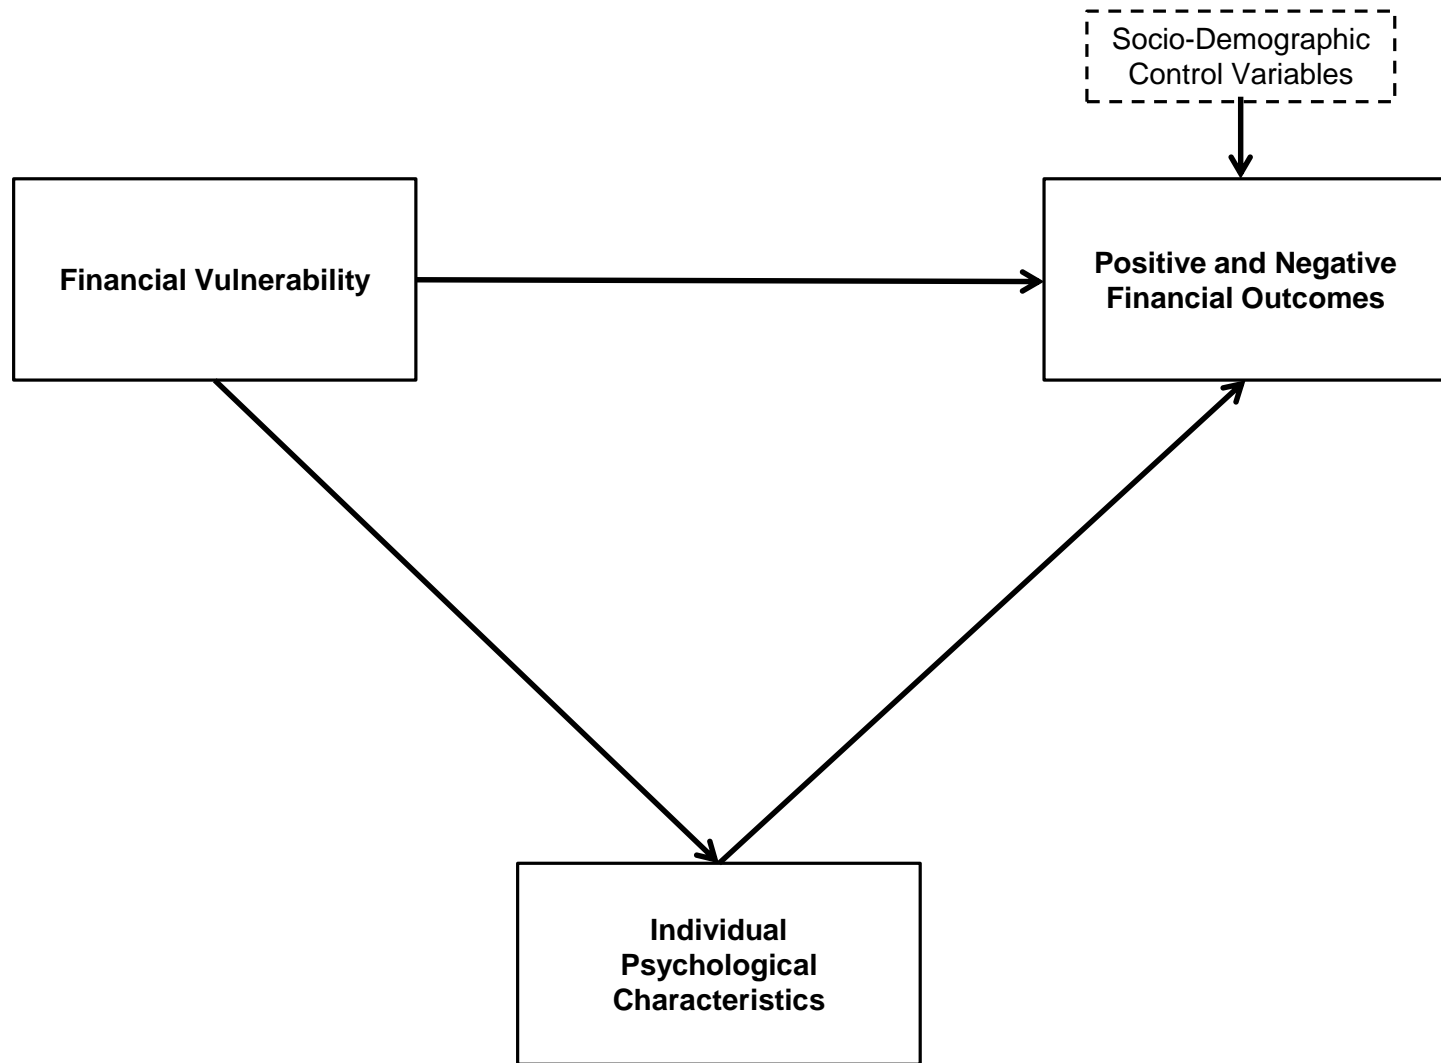 Socio-Demographic
Control Variables
Financial Vulnerability
Positive and Negative
Financial Outcomes
Individual
Psychological
Characteristics